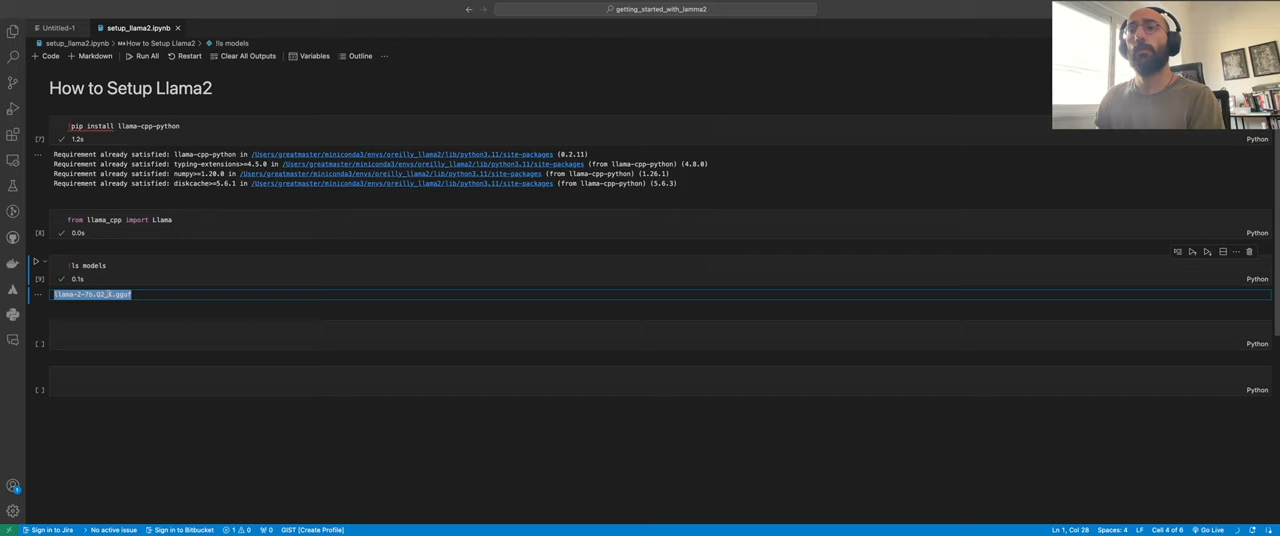 getting_started_with_lamma2
Untitled-1
setup_llama2.ipynb
setup_llama2.ipynb > How to Setup Llama2 > !ls models
+ Code + Markdown Run All Restart Clear All Outputs Variables Outline ...
How to Setup Llama2
!pip install llama-cpp-python
[7] 1.2s Python
Requirement already satisfied: llama-cpp-python in /Users/greatmaster/miniconda3/envs/oreilly_llama2/lib/python3.11/site-packages (0.2.11)
Requirement already satisfied: typing-extensions>=4.5.0 in /Users/greatmaster/miniconda3/envs/oreilly_llama2/lib/python3.11/site-packages (from llama-cpp-python) (4.8.0)
Requirement already satisfied: numpy>=1.20.0 in /Users/greatmaster/miniconda3/envs/oreilly_llama2/lib/python3.11/site-packages (from llama-cpp-python) (1.26.1)
Requirement already satisfied: diskcache>=5.6.1 in /Users/greatmaster/miniconda3/envs/oreilly_llama2/lib/python3.11/site-packages (from llama-cpp-python) (5.6.3)
from llama_cpp import Llama
[8] 0.0s Python
!ls models
[9] 0.1s Python
llama-2-7b.Q2_K.gguf
[ ] Python
[ ] Python
Sign in to Jira > No active issue Sign in to Bitbucket 1 0 0 GIST [Create Profile] Ln 1, Col 28 Spaces: 4 LF Cell 4 of 6 Go Live